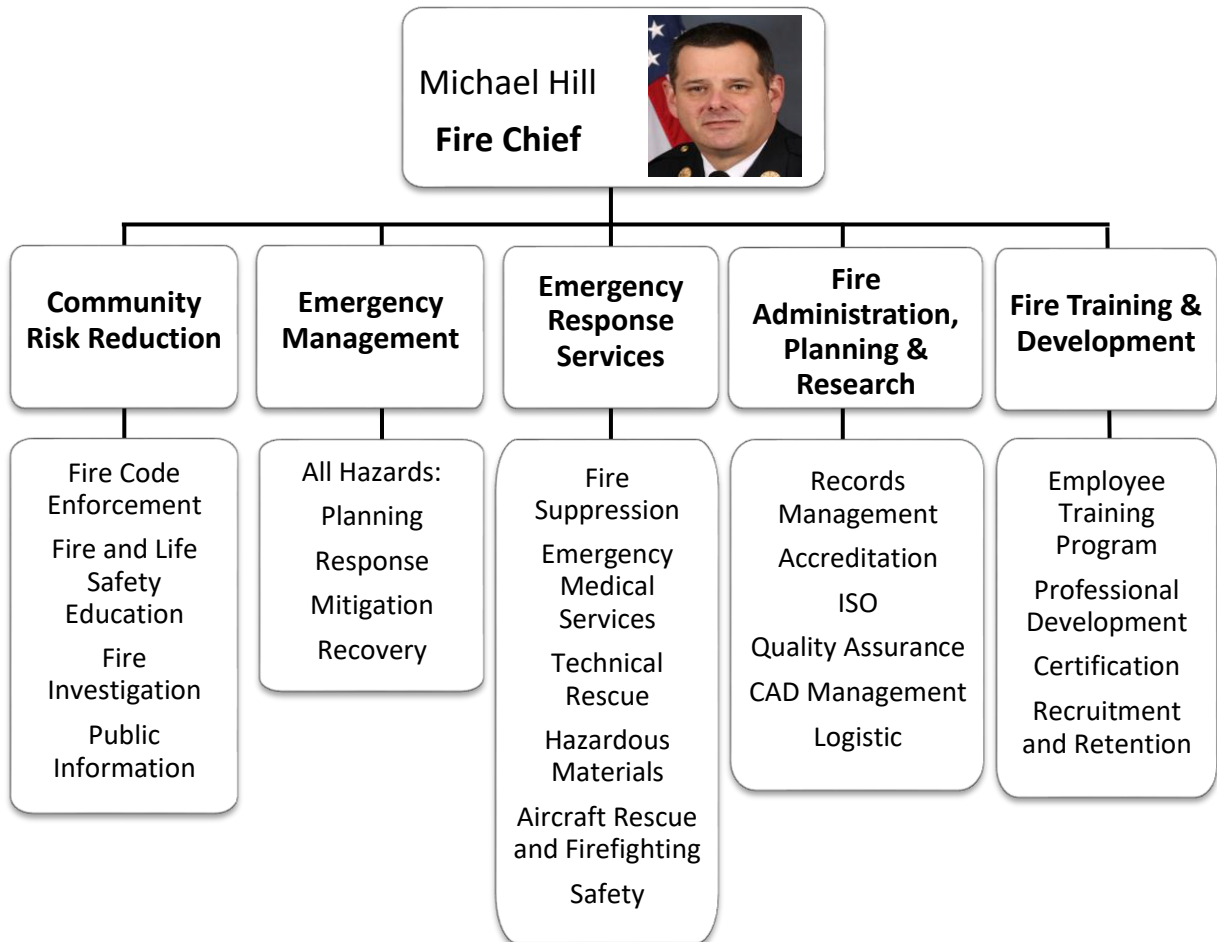 Michael Hill
Fire Chief
Community
Risk Reduction
Emergency
Management
Emergency
Response
Services
Fire
Administration,
Planning &
Research
Fire Training &
Development
Fire Code
Enforcement
Fire and Life
Safety
Education
Fire
Investigation
Public
Information
All Hazards:
Planning
Response
Mitigation
Recovery
Fire
Suppression
Emergency
Medical
Services
Technical
Rescue
Hazardous
Materials
Aircraft Rescue
and Firefighting
Safety
Records
Management
Accreditation
ISO
Quality Assurance
CAD Management
Logistic
Employee
Training
Program
Professional
Development
Certification
Recruitment
and Retention